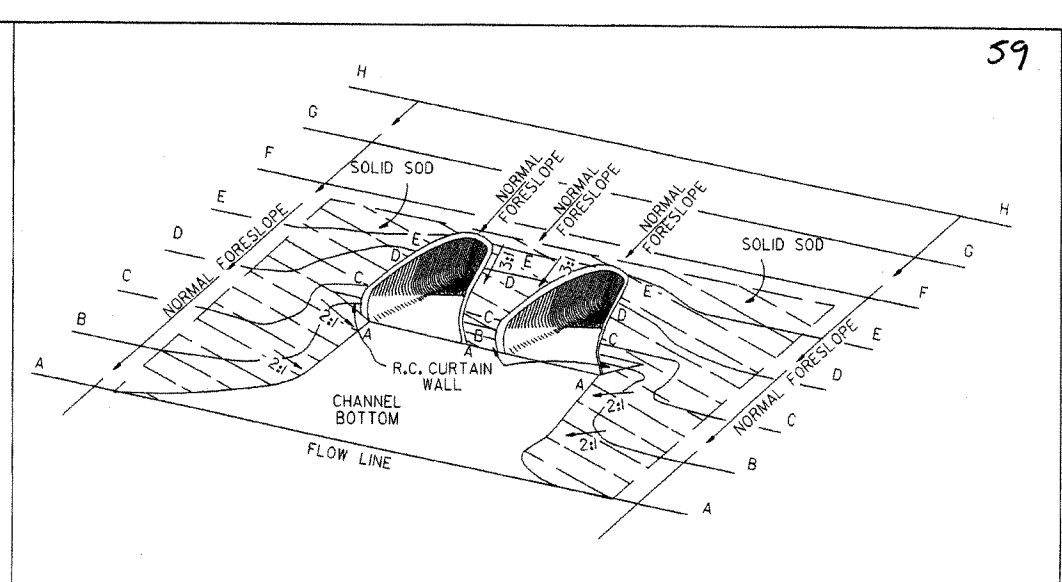 59
H
G
F
E
D
C
B
A
SOLID SOD
NORMAL
FORESLOPE
NORMAL
FORESLOPE
NORMAL
FORESLOPE
SOLID SOD
H
G
F
E
D
C
B
A
NORMAL FORESLOPE
NORMAL FORESLOPE
E
D
C
A
3:1
E
D
3:1
C
B
A
E
D
C
A
2:1
2:1
2:1
2:1
R.C. CURTAIN
WALL
CHANNEL
BOTTOM
FLOW LINE